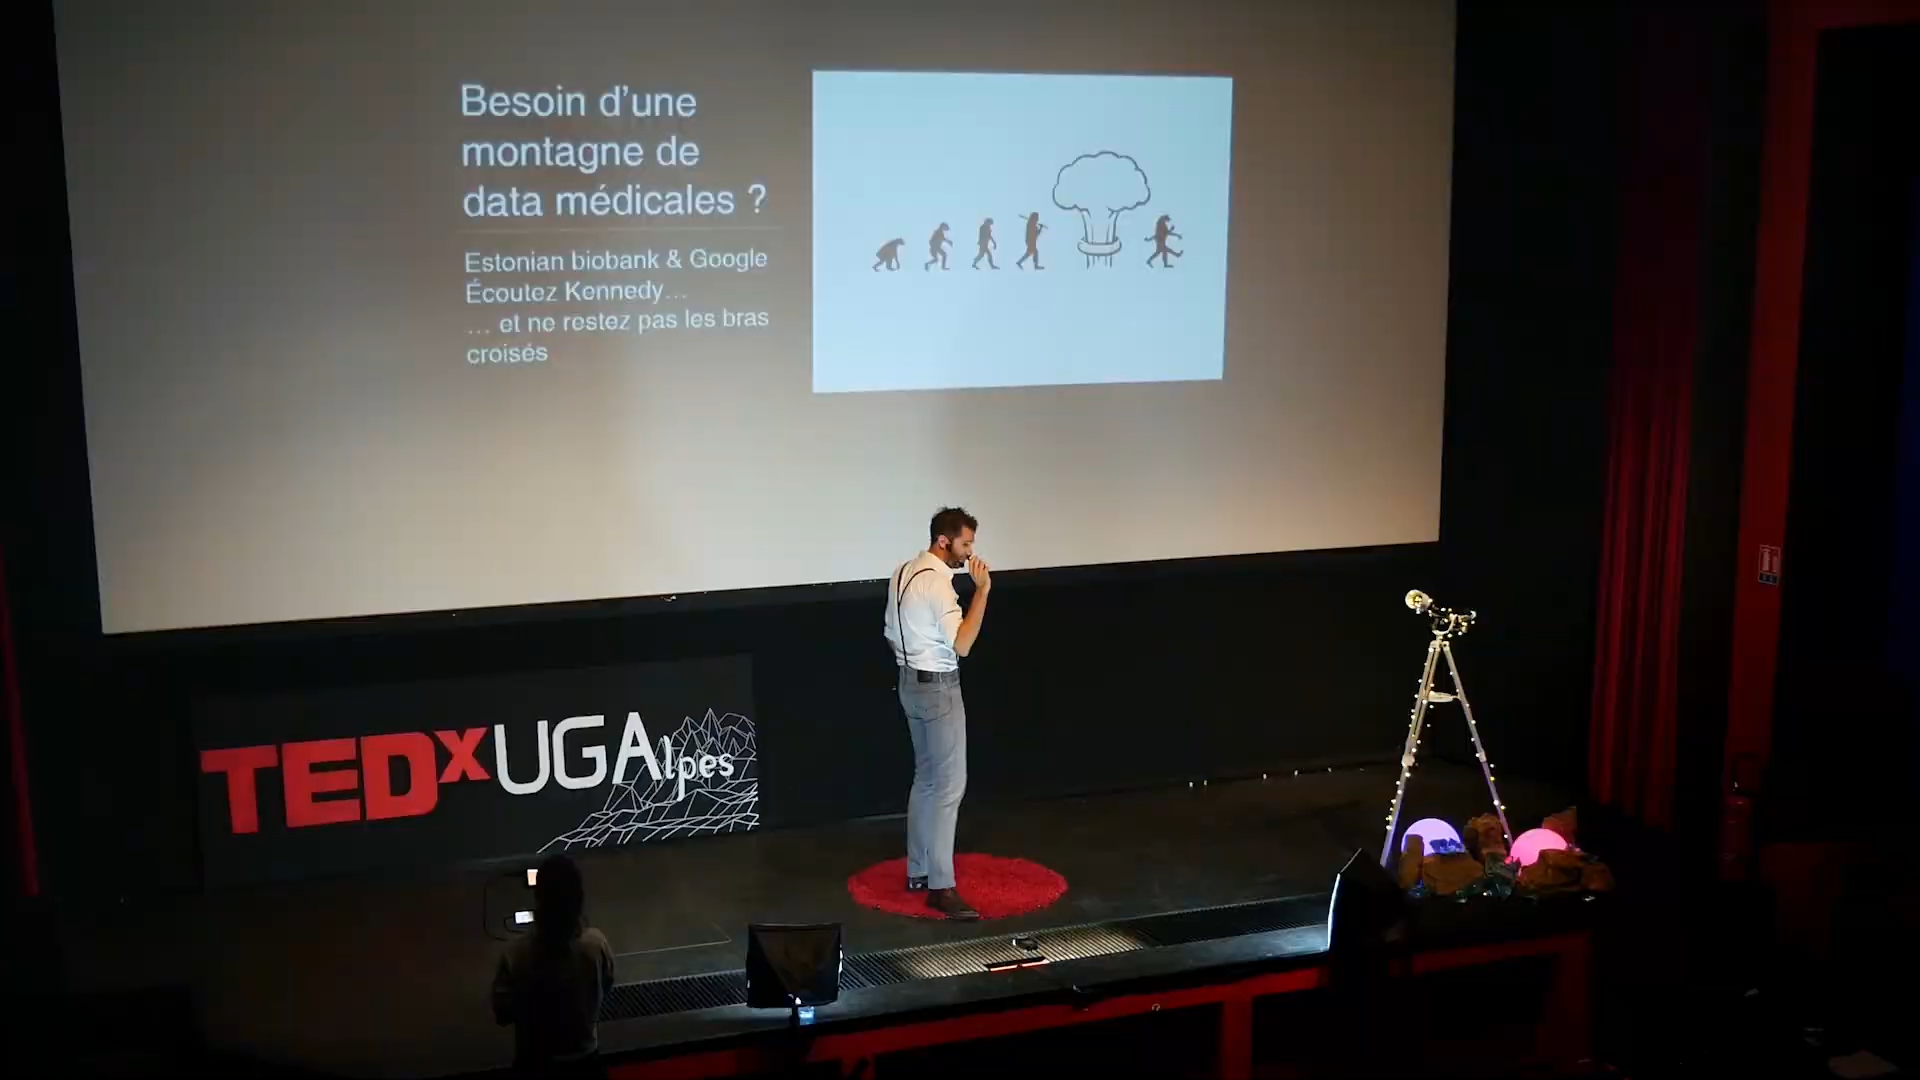 Besoin d’une
montagne de
data médicales ?
Estonian biobank & Google
Écoutez Kennedy…
… et ne restez pas les bras
croisés
TEDxUGAlpes